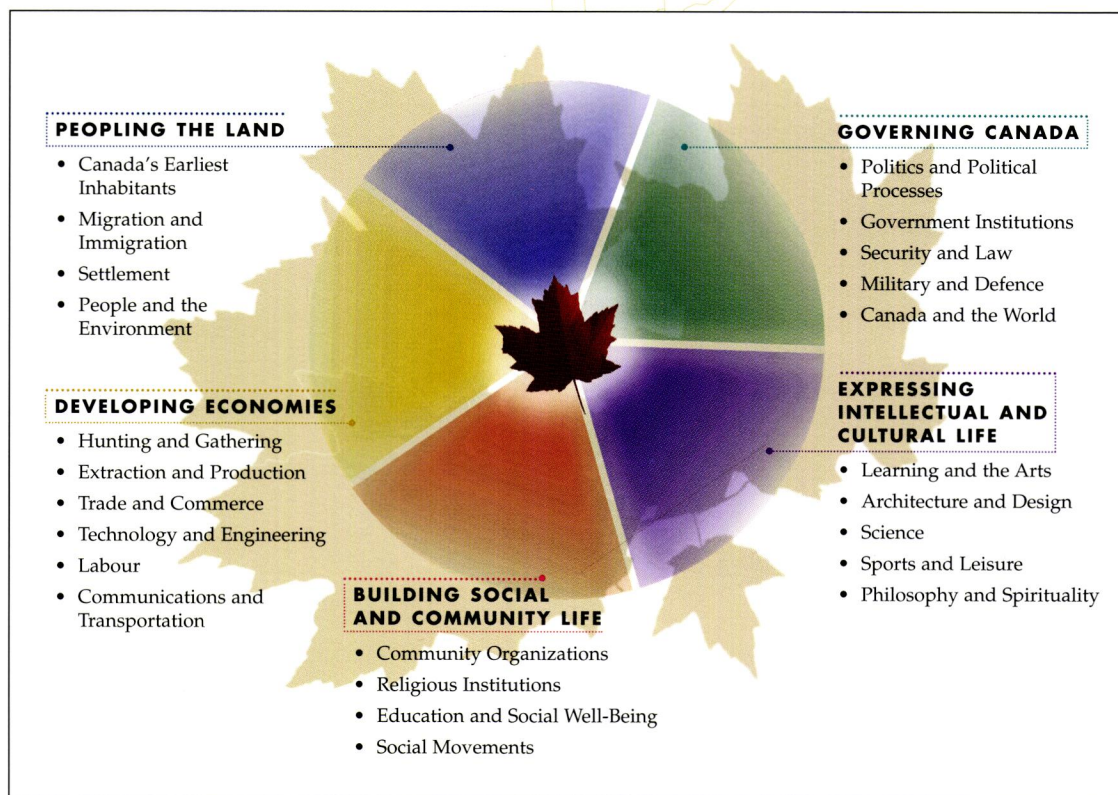 PEOPLING THE LAND
• Canada's Earliest
Inhabitants
• Migration and
Immigration
• Settlement
• People and the
Environment
GOVERNING CANADA
• Politics and Political
Processes
• Government Institutions
• Security and Law
• Military and Defence
• Canada and the World
DEVELOPING ECONOMIES
• Hunting and Gathering
• Extraction and Production
• Trade and Commerce
• Technology and Engineering
• Labour
• Communications and
Transportation
EXPRESSING
INTELLECTUAL AND
CULTURAL LIFE
• Learning and the Arts
• Architecture and Design
• Science
• Sports and Leisure
• Philosophy and Spirituality
BUILDING SOCIAL
AND COMMUNITY LIFE
• Community Organizations
• Religious Institutions
• Education and Social Well-Being
• Social Movements